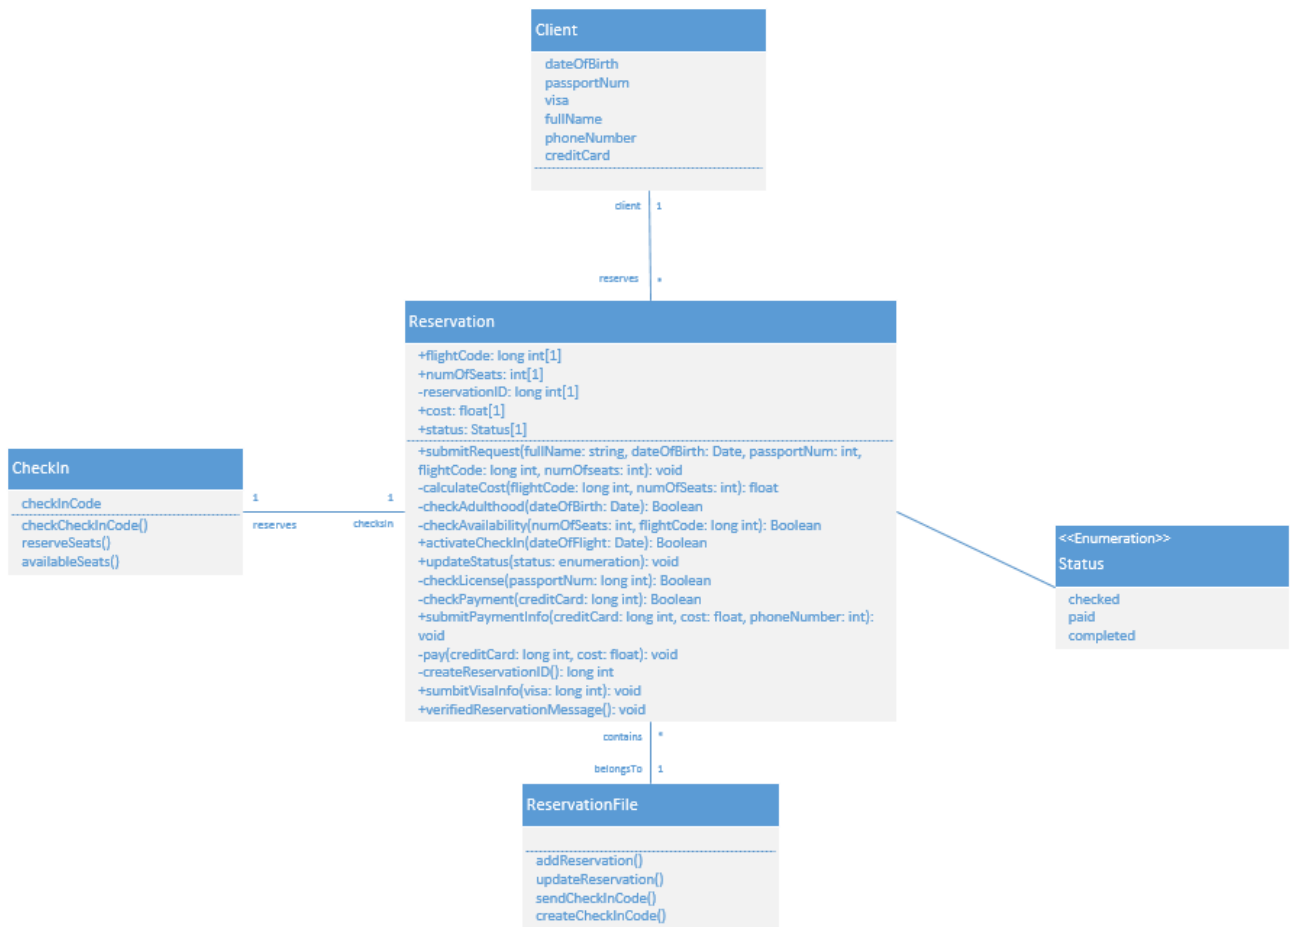 Client
dateOfBirth
passportNum
visa
fullName
phoneNumber
creditCard
client 1
reserves *
Reservation
+flightCode: long int[1]
+numOfSeats: int[1]
-reservationID: long int[1]
+cost: float[1]
+status: Status[1]
+submitRequest(fullName: string, dateOfBirth: Date, passportNum: int,
flightCode: long int, numOfseats: int): void
-calculateCost(flightCode: long int, numOfSeats: int): float
-checkAdulthood(dateOfBirth: Date): Boolean
-checkAvailability(numOfSeats: int, flightCode: long int): Boolean
+activateCheckIn(dateOfFlight: Date): Boolean
+updateStatus(status: enumeration): void
-checkLicense(passportNum: long int): Boolean
-checkPayment(creditCard: long int): Boolean
+submitPaymentInfo(creditCard: long int, cost: float, phoneNumber: int):
void
-pay(creditCard: long int, cost: float): void
-createReservationID(): long int
+sumbitVisaInfo(visa: long int): void
+verifiedReservationMessage(): void
CheckIn
checkInCode
checkCheckInCode()
reserveSeats()
availableSeats()
1 1
reserves checksIn
<<Enumeration>>
Status
checked
paid
completed
contains *
belongsTo 1
ReservationFile
addReservation()
updateReservation()
sendCheckInCode()
createCheckInCode()